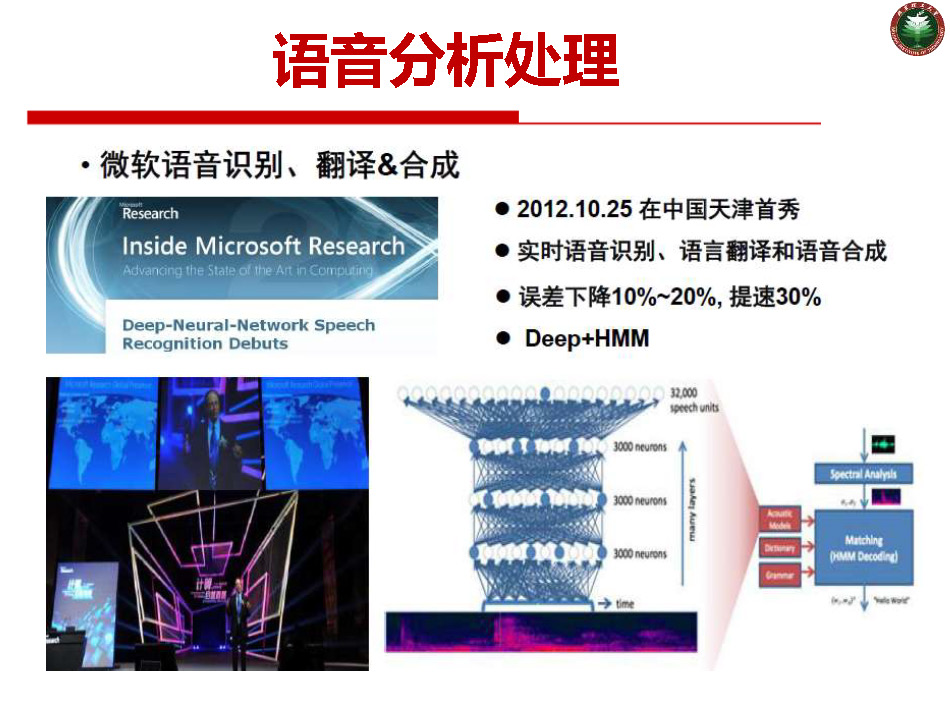 语音分析处理
• 微软语音识别、翻译&合成
Microsoft
Research
Inside Microsoft Research
Advancing the State of the Art in Computing
Deep-Neural-Network Speech
Recognition Debuts
● 2012.10.25 在中国天津首秀
● 实时语音识别、语言翻译和语音合成
● 误差下降10%~20%, 提速30%
● Deep+HMM
计算
32,000
speech units
3000 neurons
3000 neurons
3000 neurons
many layers
time
Spectral Analysis
Acoustic
Models
Dictionary
Grammar
Matching
(HMM Decoding)
"Hello World"